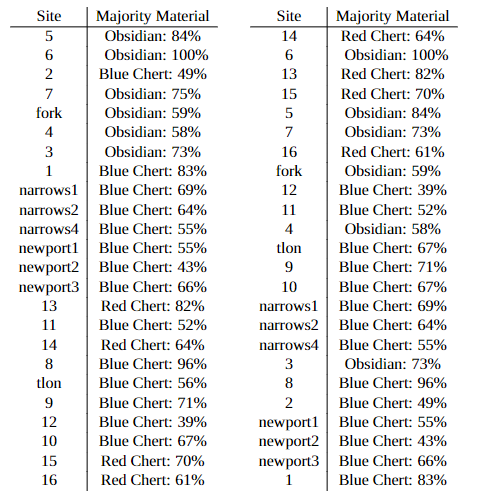 Site Majority Material Site Majority Material
5 Obsidian: 84% 14 Red Chert: 64%
6 Obsidian: 100% 6 Obsidian: 100%
2 Blue Chert: 49% 13 Red Chert: 82%
7 Obsidian: 75% 15 Red Chert: 70%
fork Obsidian: 59% 5 Obsidian: 84%
4 Obsidian: 58% 7 Obsidian: 73%
3 Obsidian: 73% 16 Red Chert: 61%
1 Blue Chert: 83% fork Obsidian: 59%
narrows1 Blue Chert: 69% 12 Blue Chert: 39%
narrows2 Blue Chert: 64% 11 Blue Chert: 52%
narrows4 Blue Chert: 55% 4 Obsidian: 58%
newport1 Blue Chert: 55% tlon Blue Chert: 67%
newport2 Blue Chert: 43% 9 Blue Chert: 71%
newport3 Blue Chert: 66% 10 Blue Chert: 67%
13 Red Chert: 82% narrows1 Blue Chert: 69%
11 Blue Chert: 52% narrows2 Blue Chert: 64%
14 Red Chert: 64% narrows4 Blue Chert: 55%
8 Blue Chert: 96% 3 Obsidian: 73%
tlon Blue Chert: 56% 8 Blue Chert: 96%
9 Blue Chert: 71% 2 Blue Chert: 49%
12 Blue Chert: 39% newport1 Blue Chert: 55%
10 Blue Chert: 67% newport2 Blue Chert: 43%
15 Red Chert: 70% newport3 Blue Chert: 66%
16 Red Chert: 61% 1 Blue Chert: 83%